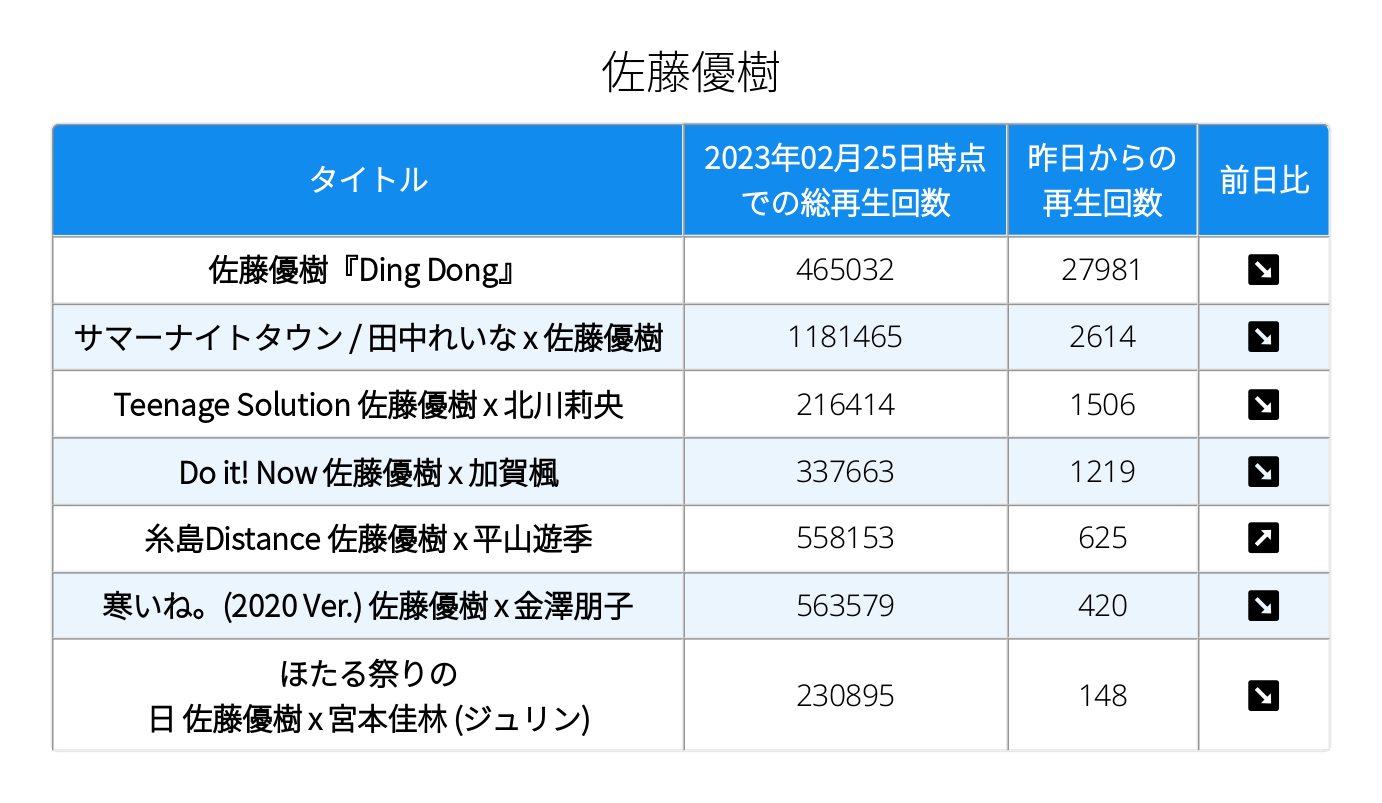 佐藤優樹
タイトル
2023年02月25日時点
での総再生回数
昨日からの
再生回数
前日比
佐藤優樹『Ding Dong』
465032
27981
サマーナイトタウン / 田中れいな x 佐藤優樹
1181465
2614
Teenage Solution 佐藤優樹 x 北川莉央
216414
1506
Do it! Now 佐藤優樹 x 加賀楓
337663
1219
糸島Distance 佐藤優樹 x 平山遊季
558153
625
寒いね。(2020 Ver.) 佐藤優樹 x 金澤朋子
563579
420
ほたる祭りの
日 佐藤優樹 x 宮本佳林 (ジュリン)
230895
148